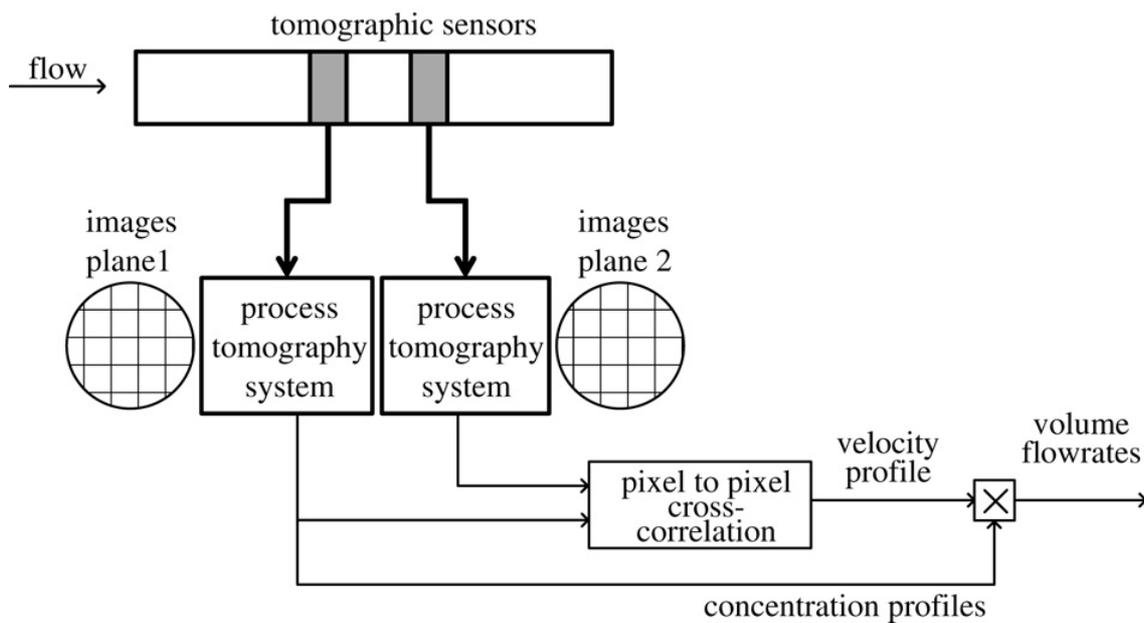 tomographic sensors
flow
images
plane1
images
plane 2
process
tomography
system
process
tomography
system
pixel to pixel
cross-
correlation
velocity
profile
volume
flowrates
×
concentration profiles